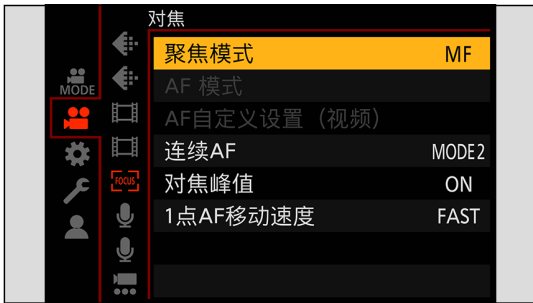 对焦
聚焦模式 MF
MODE
AF 模式
AF自定义设置（视频）
连续AF MODE2
FOCUS
对焦峰值 ON
1点AF移动速度 FAST